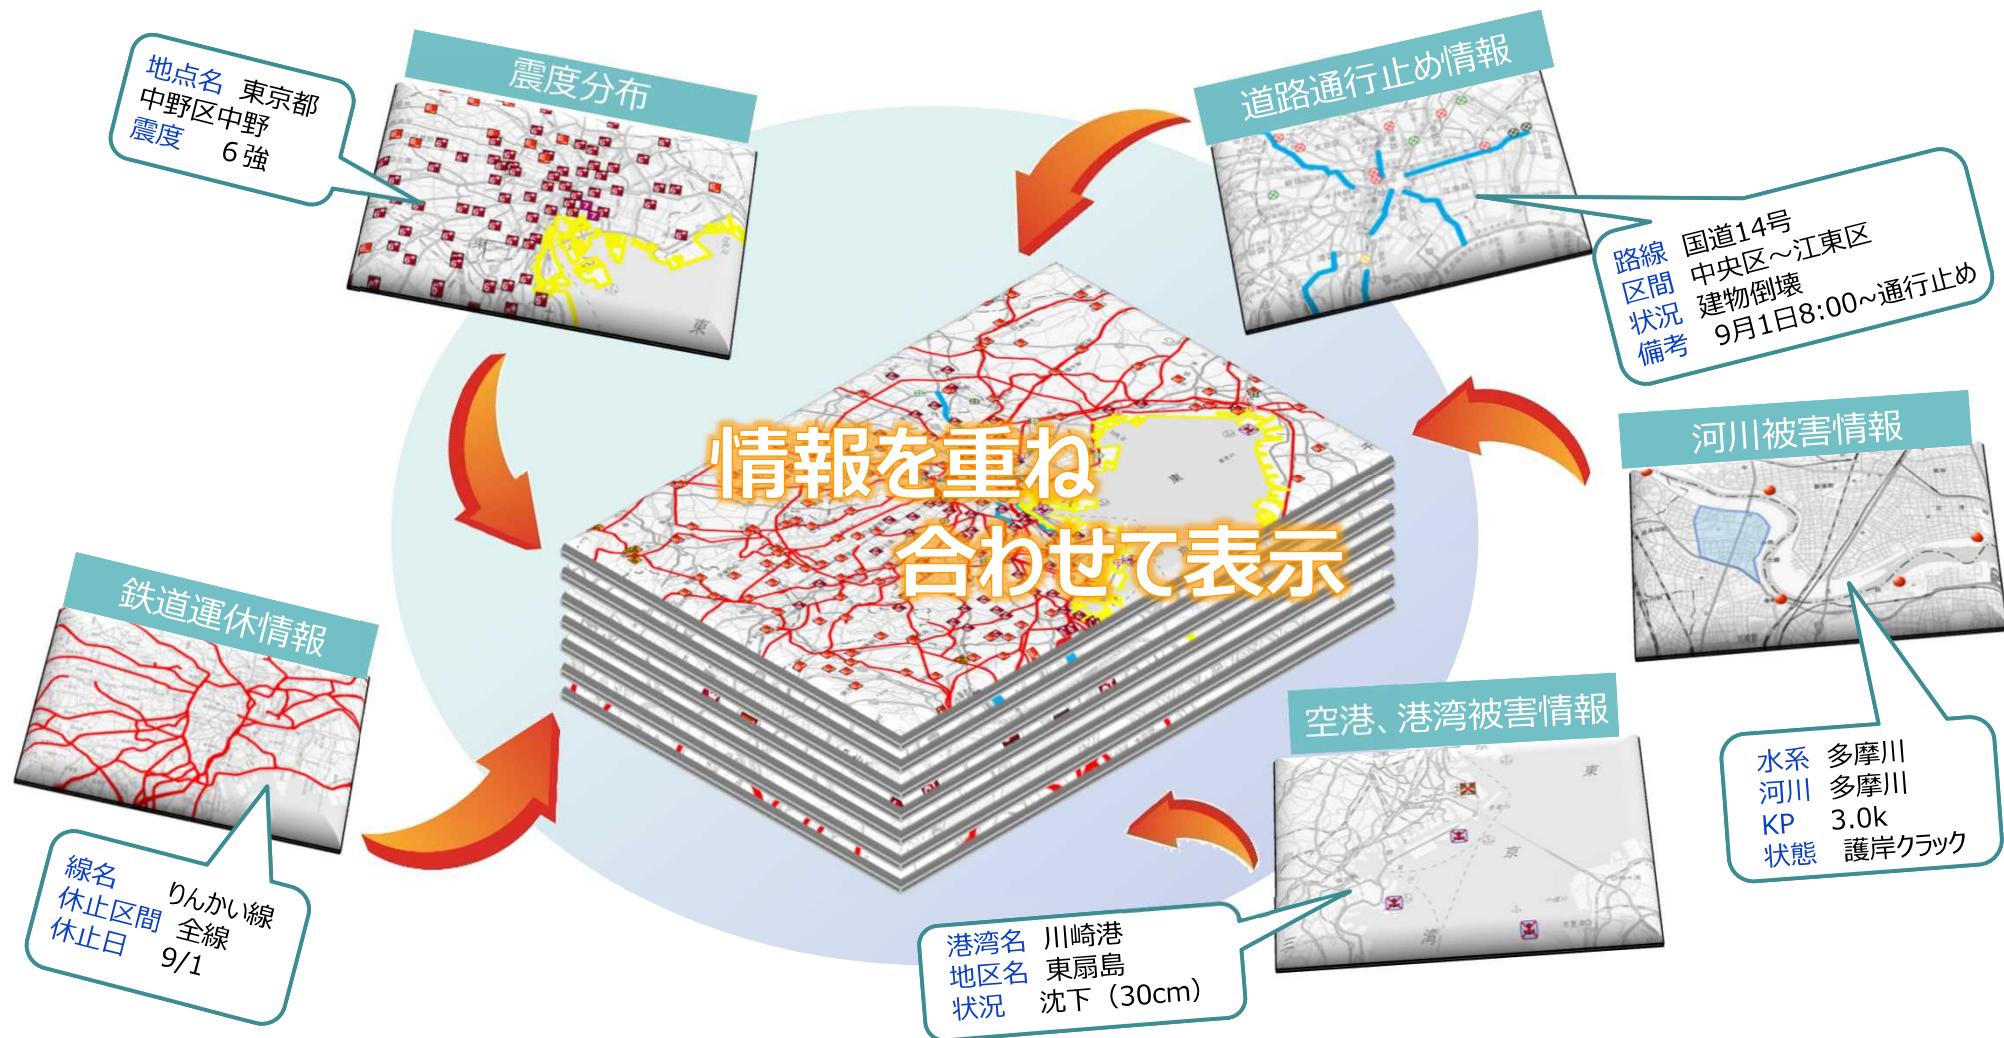 震度分布
地点名 東京都
中野区中野
震度 6強
道路通行止め情報
路線 国道14号
区間 中央区～江東区
状況 建物倒壊
備考 9月1日8:00~通行止め
河川被害情報
水系 多摩川
河川 多摩川
KP 3.0k
状態 護岸クラック
情報を重ね
合わせて表示
鉄道運休情報
線名 りんかい線
休止区間 全線
休止日 9/1
空港、港湾被害情報
港湾名 川崎港
地区名 東扇島
状況 沈下（30cm）
東
東
東
京
湾